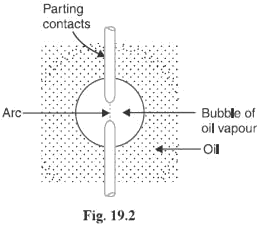 Parting
contacts
Arc
Bubble of
oil vapour
Oil
Fig. 19.2